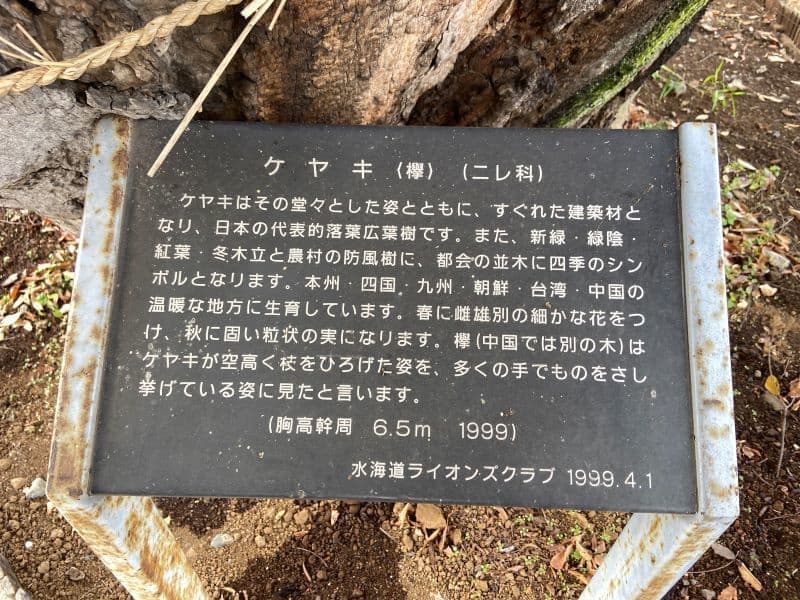 ケヤキ (欅) (ニレ科)
ケヤキはその堂々とした姿とともに、すぐれた建築材と
なり、日本の代表的落葉広葉樹です。また、新緑・緑陰・
紅葉・冬木立と農村の防風樹に、都会の並木に四季のシン
ボルとなります。本州・四国・九州・朝鮮・台湾・中国の
温暖な地方に生育しています。春に雌雄別の細かな花をつ
け、秋に固い粒状の実になります。欅(中国では別の木)は
ケヤキが空高く枝をひろげた姿を、多くの手でものをさし
挙げている姿に見たと言います。
(胸高幹周 6.5m 1999)
水海道ライオンズクラブ 1999.4.1